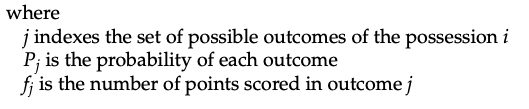 where
j indexes the set of possible outcomes of the possession i
Pj is the probability of each outcome
fj is the number of points scored in outcome j